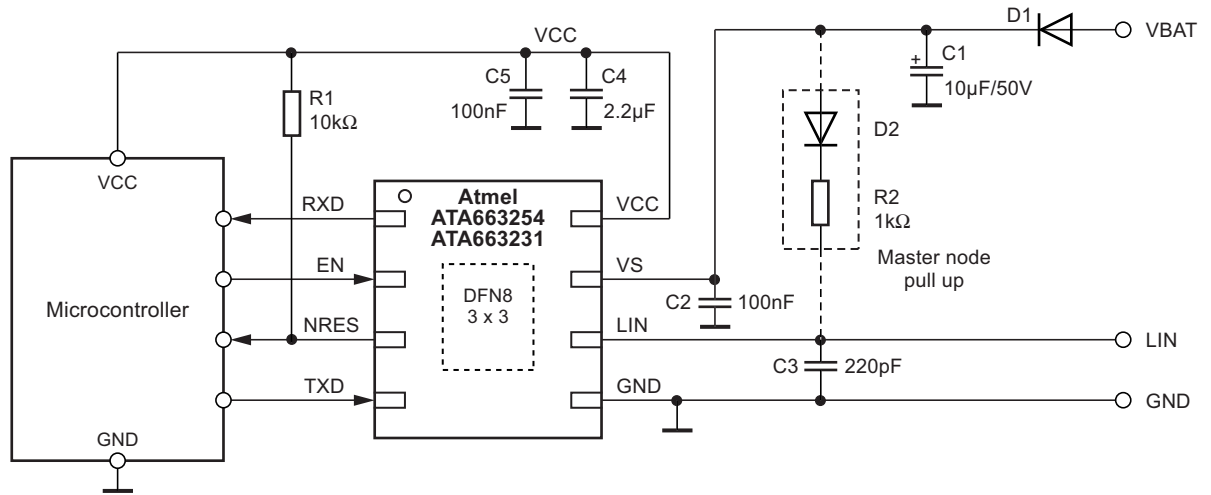 D1
VBAT
VCC
C5
100nF
C4
2.2µF
+
C1
10µF/50V
R1
10kΩ
D2
R2
1kΩ
Master node
pull up
VCC
Microcontroller
GND
RXD
EN
NRES
TXD
Atmel
ATA663254
ATA663231
DFN8
3 x 3
VCC
VS
LIN
GND
C2
100nF
C3
220pF
LIN
GND